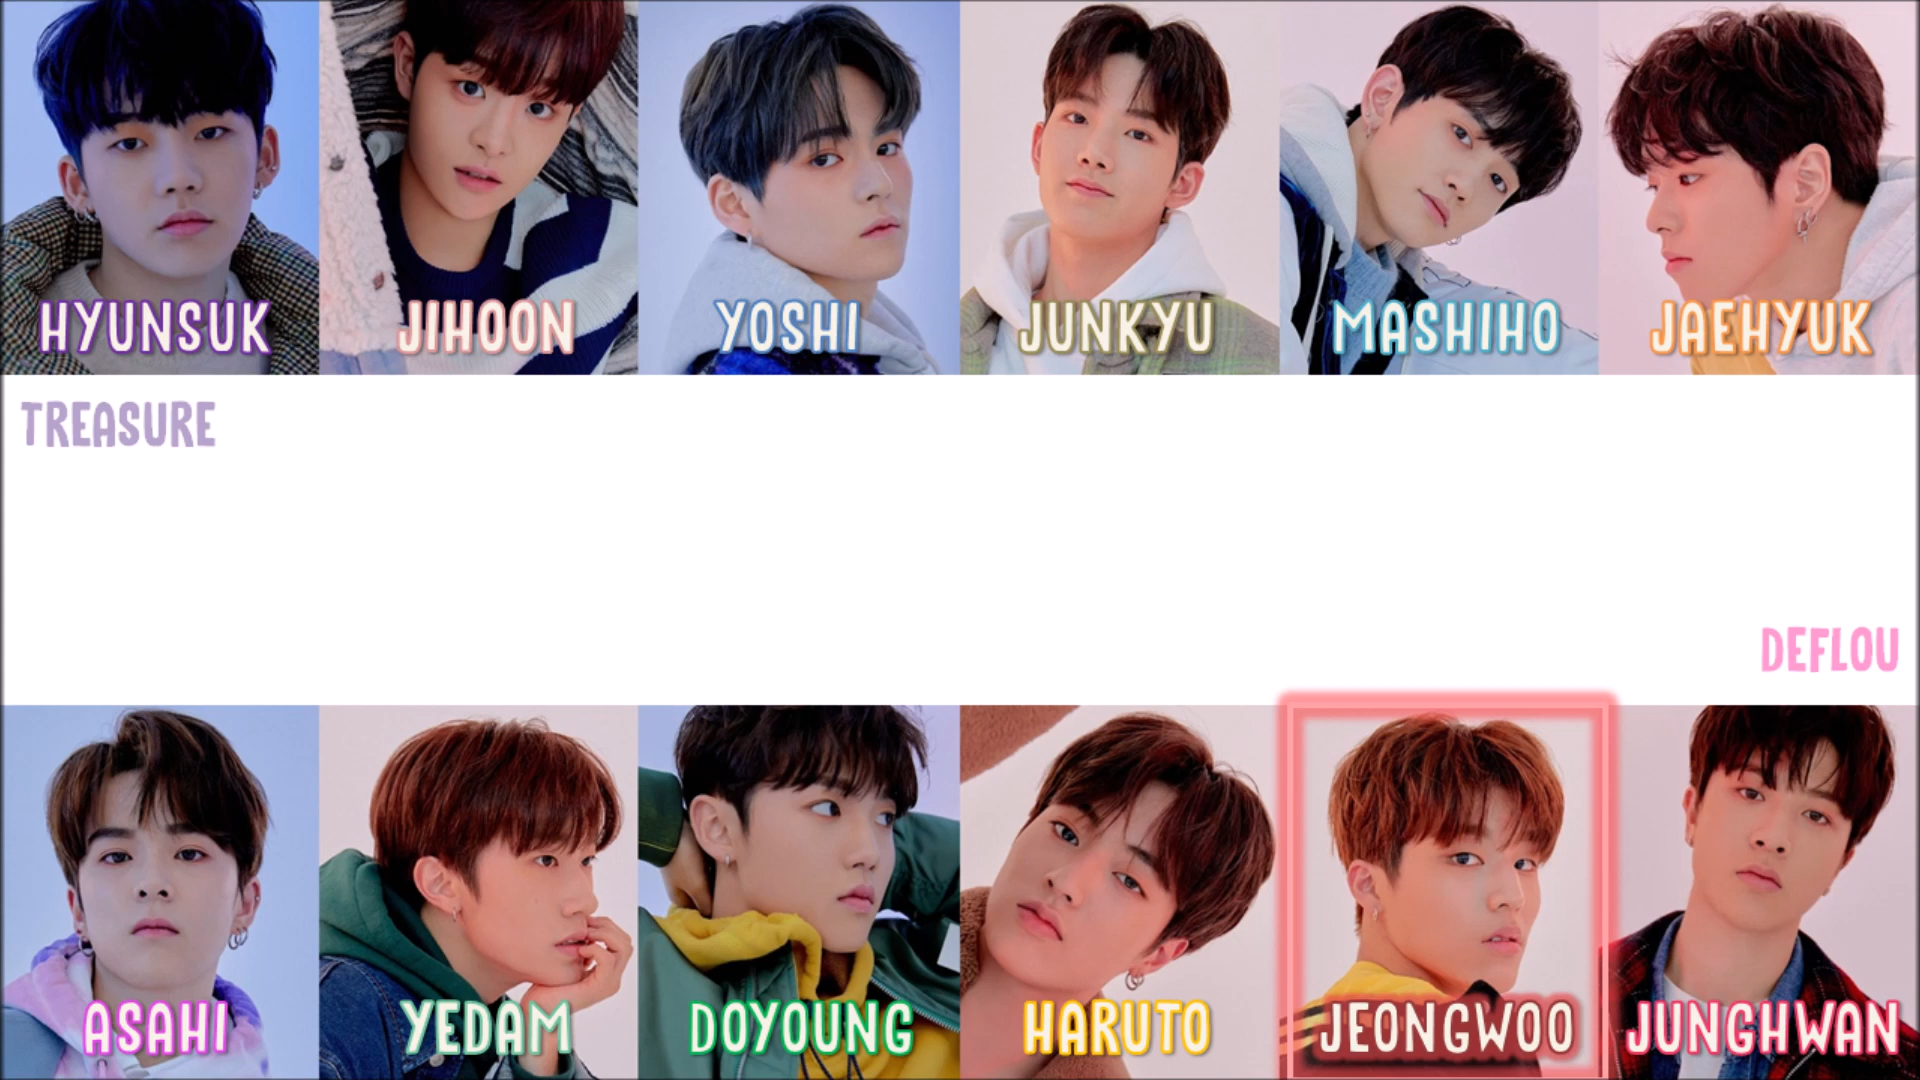 HYUNSUK
JIHOON
YOSHI
JUNKYU
MASHIHO
JAEHYUK
TREASURE
DEFLOU
ASAHI
YEDAM
DOYOUNG
HARUTO
JEONGWOO
JUNGHWAN